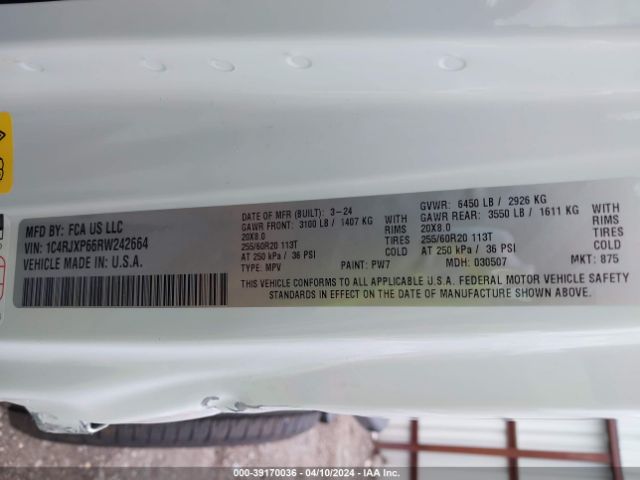 MFD BY: FCA US LLC
VIN: 1C4RJXP66RW242664
VEHICLE MADE IN: U.S.A.
DATE OF MFR (BUILT): 3-24
GAWR FRONT: 3100 LB / 1407 KG WITH
20X8.0 RIMS
255/60R20 113T TIRES
AT 250 kPa / 36 PSI COLD
TYPE: MPV PAINT: PW7
GVWR: 6450 LB / 2926 KG
GAWR REAR: 3550 LB / 1611 KG WITH
20X8.0 RIMS
255/60R20 113T TIRES
AT 250 kPa / 36 PSI COLD
MDH: 030507 MKT: 875
THIS VEHICLE CONFORMS TO ALL APPLICABLE U.S.A. FEDERAL MOTOR VEHICLE SAFETY
STANDARDS IN EFFECT ON THE DATE OF MANUFACTURE SHOWN ABOVE.
000-39170036 - 04/10/2024 - IAA Inc.